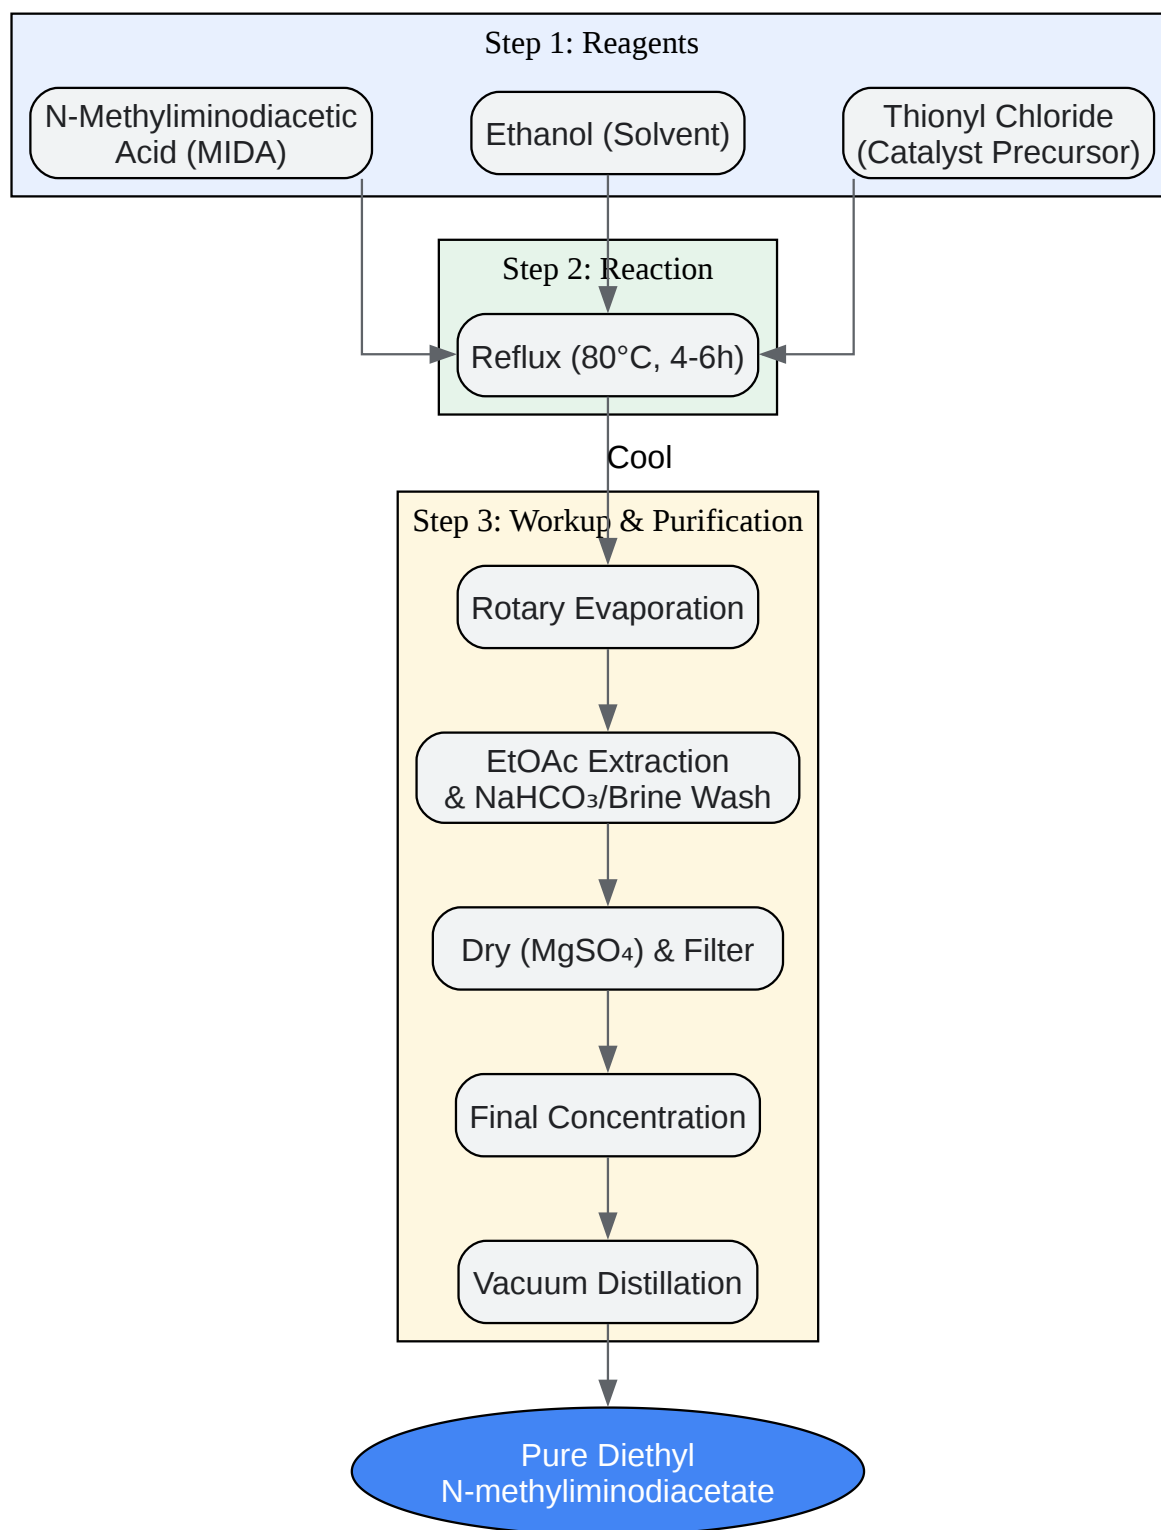 Step 1: Reagents
N-Methyliminodiacetic
Acid (MIDA)
Ethanol (Solvent)
Thionyl Chloride
(Catalyst Precursor)
Step 2: Reaction
Reflux (80°C, 4-6h)
Cool
Step 3: Workup & Purification
Rotary Evaporation
EtOAc Extraction
& NaHCO₃/Brine Wash
Dry (MgSO₄) & Filter
Final Concentration
Vacuum Distillation
Pure Diethyl
N-methyliminodiacetate